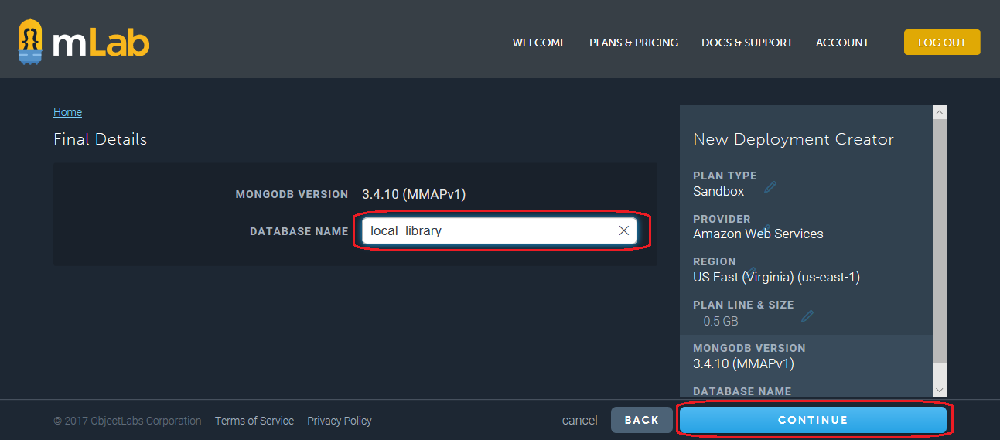 mLab
WELCOME
PLANS & PRICING
DOCS & SUPPORT
ACCOUNT
LOG OUT
Home
Final Details
MONGODB VERSION 3.4.10 (MMAPv1)
DATABASE NAME local_library
New Deployment Creator
PLAN TYPE
Sandbox
PROVIDER
Amazon Web Services
REGION
US East (Virginia) (us-east-1)
PLAN LINE & SIZE
- 0.5 GB
MONGODB VERSION
3.4.10 (MMAPv1)
DATABASE NAME
© 2017 ObjectLabs Corporation
Terms of Service
Privacy Policy
cancel
BACK
CONTINUE